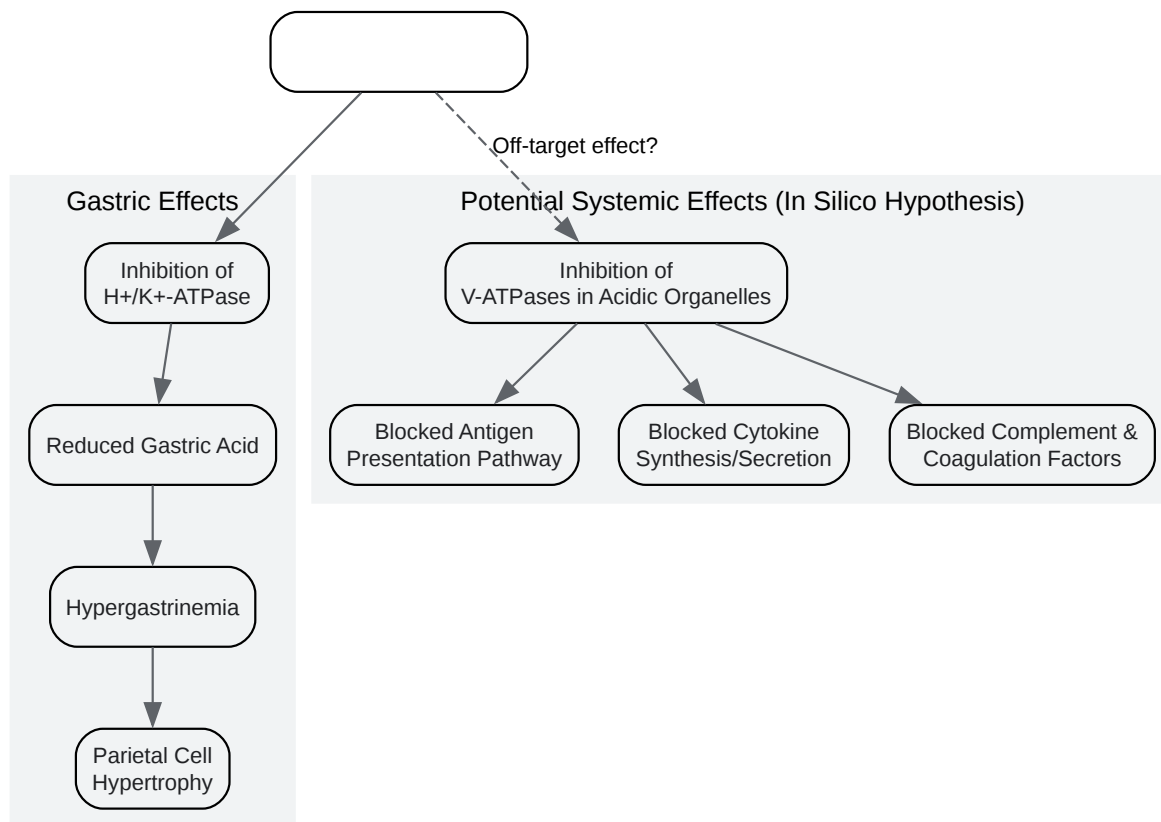 Off-target effect?
Gastric Effects
Potential Systemic Effects (In Silico Hypothesis)
Inhibition of
H+/K+-ATPase
Inhibition of
V-ATPases in Acidic Organelles
Reduced Gastric Acid
Blocked Antigen
Presentation Pathway
Blocked Cytokine
Synthesis/Secretion
Blocked Complement &
Coagulation Factors
Hypergastrinemia
Parietal Cell
Hypertrophy